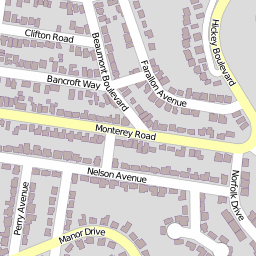 Clifton Road
Beaumont Boulevard
Hickey Boulevard
Bancroft Way
Farallon Avenue
Monterey Road
Nelson Avenue
Norfolk Drive
Perry Avenue
Manor Drive